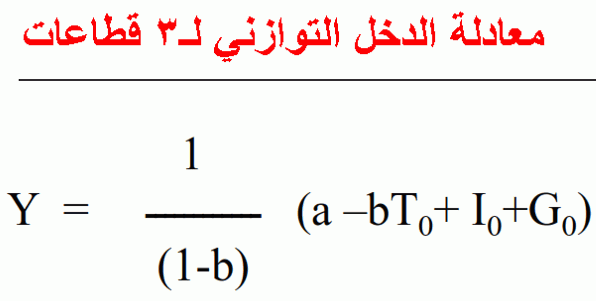 معادلة الدخل التوازني لـ٣ قطاعات
1
Y = ——— (a –bT₀+ I₀+G₀)
(1-b)